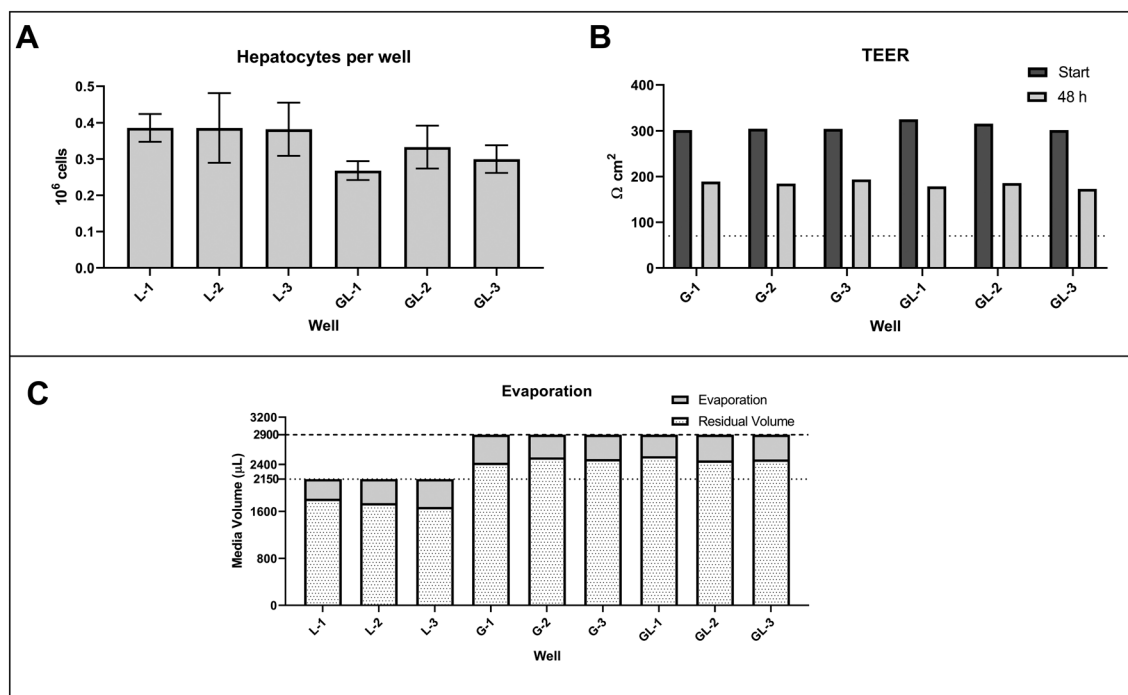 A
Hepatocytes per well
0.5
0.4
0.3
0.2
0.1
0.0
10⁶ cells
L-1
L-2
L-3
GL-1
GL-2
GL-3
Well
B
TEER
Start
48 h
400
300
200
100
0
Ω cm²
G-1
G-2
G-3
GL-1
GL-2
GL-3
Well
C
Evaporation
Evaporation
Residual Volume
3200
2900
2400
2150
1600
800
0
Media Volume (μL)
L-1
L-2
L-3
G-1
G-2
G-3
GL-1
GL-2
GL-3
Well